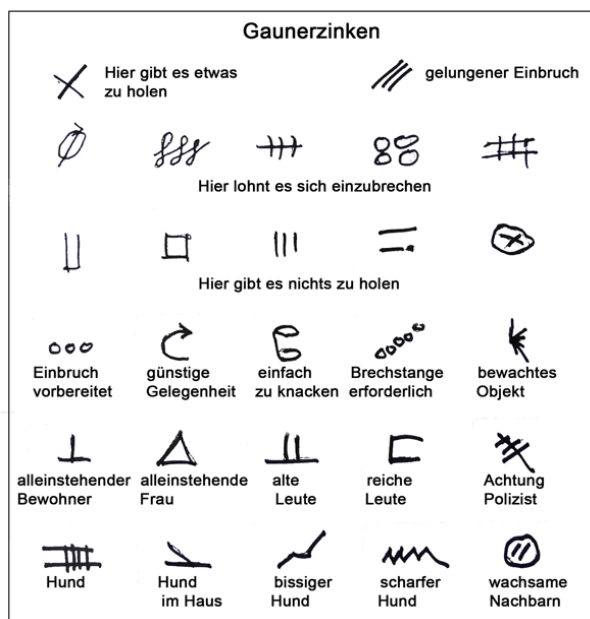 Gaunerzinken
Hier gibt es etwas
zu holen
gelungener Einbruch
Hier lohnt es sich einzubrechen
Hier gibt es nichts zu holen
Einbruch
vorbereitet
günstige
Gelegenheit
einfach
zu knacken
Brechstange
erforderlich
bewachtes
Objekt
alleinstehender
Bewohner
alleinstehende
Frau
alte
Leute
reiche
Leute
Achtung
Polizist
Hund
Hund
im Haus
bissiger
Hund
scharfer
Hund
wachsame
Nachbarn